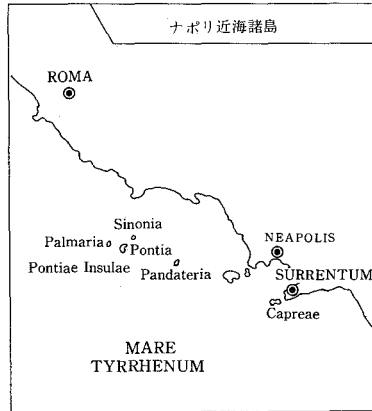 ナポリ近海諸島
ROMA
Sinonia
Palmaria
Pontia
Pontiae Insulae
Pandateria
NEAPOLIS
SURRENTUM
Capreae
MARE
TYRRHENUM